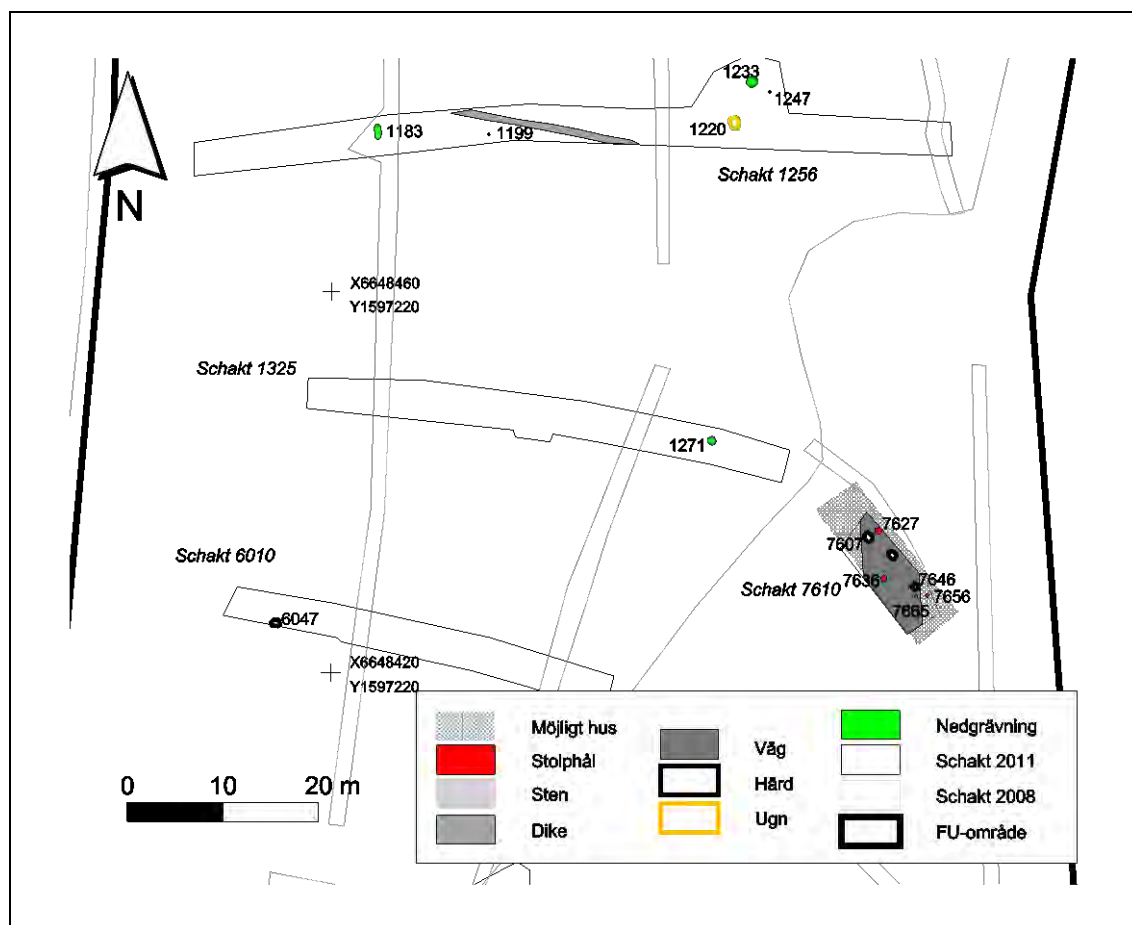 1233
1247
1183
1199
1220
Schakt 1256
N
X6648460
Y1597220
Schakt 1325
1271
7627
7607
Schakt 6010
7636
7646
Schakt 7610
7656
7665
6047
X6648420
Y1597220
0 10 20 m
Möjligt hus
Stolphål
Sten
Dike
Väg
Härd
Ugn
Nedgrävning
Schakt 2011
Schakt 2008
FU-område